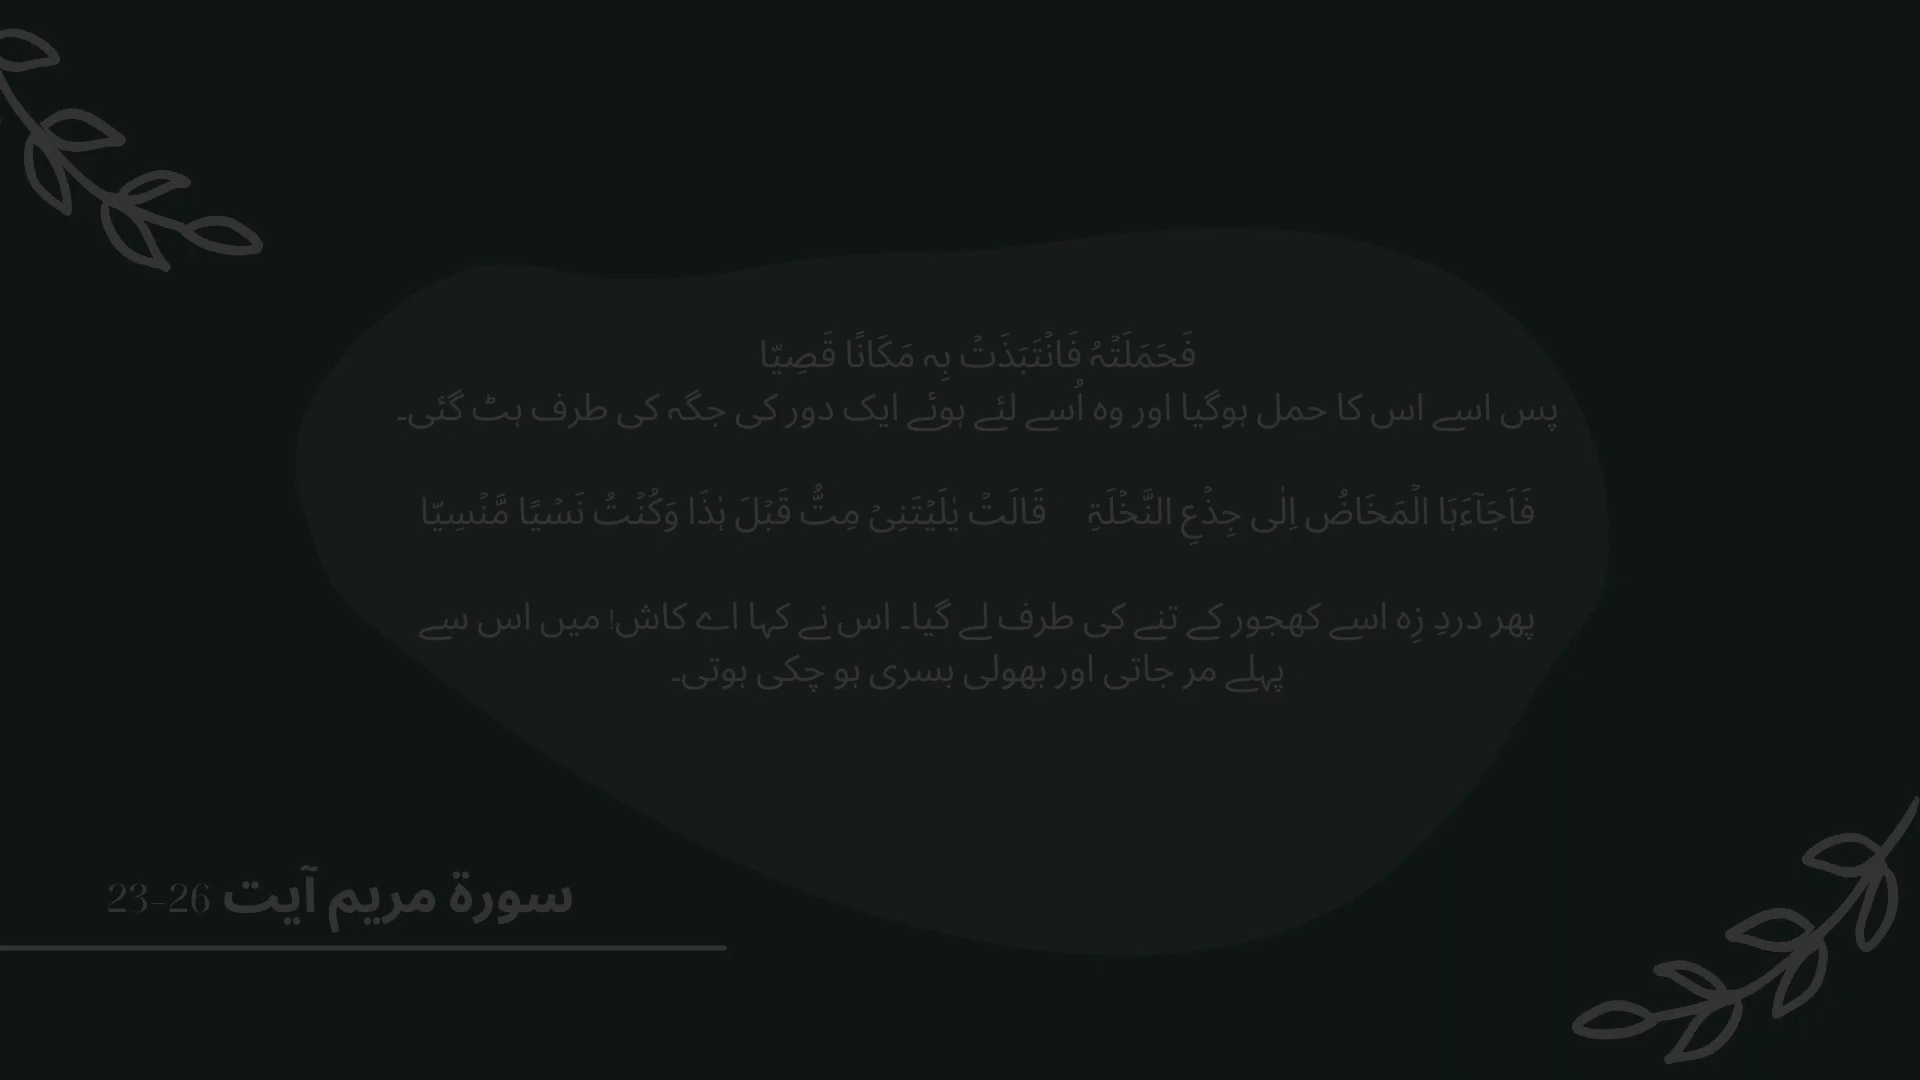 فَحَمَلَتۡہُ فَانۡتَبَذَتۡ بِہٖ مَکَانًا قَصِیّا
پس اسے اس کا حمل ہوگیا اور وہ اُسے لئے ہوئے ایک دور کی جگہ کی طرف ہٹ گئی۔
فَاَجَآءَہَا الۡمَخَاضُ اِلٰی جِذۡعِ النَّخۡلَۃِ قَالَتۡ یٰلَیۡتَنِیۡ مِتُّ قَبۡلَ ہٰذَا وَکُنۡتُ نَسۡیًا مَّنۡسِیّا
پھر دردِ زِہ اسے کھجور کے تنے کی طرف لے گیا۔ اس نے کہا اے کاش! میں اس سے
پہلے مر جاتی اور بھولی بسری ہو چکی ہوتی۔
سورۃ مریم آیت 23-26